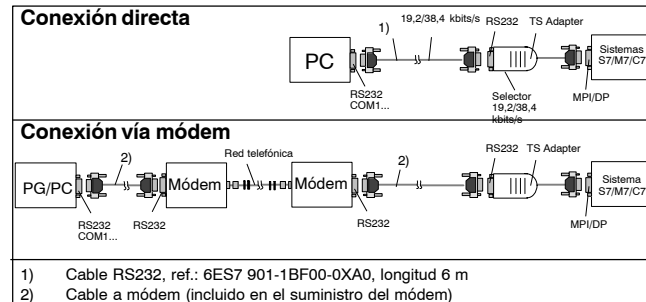 Conexión directa
19,2/38,4 kbits/s
RS232
TS Adapter
1)
PC
Sistemas
S7/M7/C7
RS232
COM1...
Selector
19,2/38,4
kbits/s
MPI/DP
Conexión vía módem
2)
Red telefónica
2)
RS232
TS Adapter
PG/PC
Módem
Módem
Sistema
S7/M7/C7
RS232
COM1...
RS232
RS232
MPI/DP
1) Cable RS232, ref.: 6ES7 901-1BF00-0XA0, longitud 6 m
2) Cable a módem (incluido en el suministro del módem)